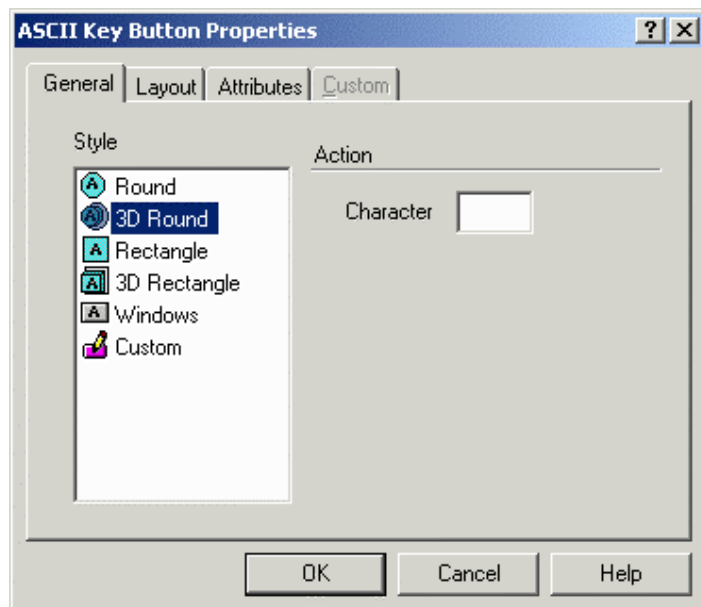 ASCII Key Button Properties
General Layout Attributes Custom
Style
Action
Round
3D Round
Character
Rectangle
3D Rectangle
Windows
Custom
OK Cancel Help